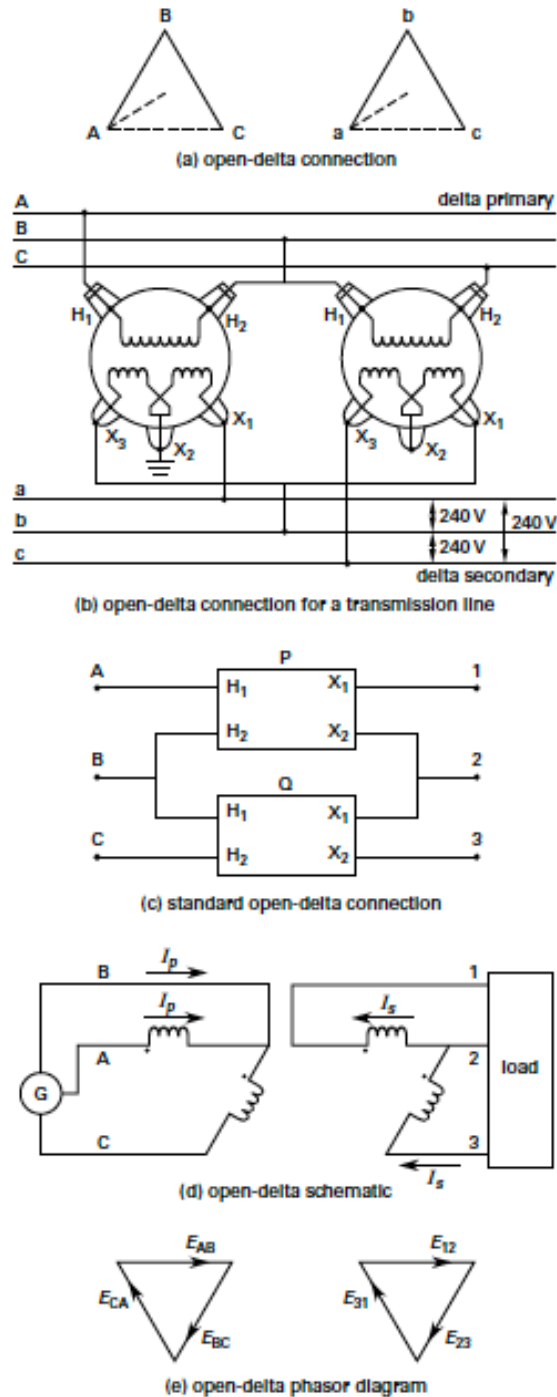 B
b
A
C
a
c
(a) open-delta connection
A
delta primary
B
C
H1
H2
H1
H2
X3
X2
X1
X3
X2
X1
a
b
240 V
240 V
c
240 V
delta secondary
(b) open-delta connection for a transmission line
P
A
H1
X1
1
H2
X2
B
2
Q
H1
X1
C
H2
X2
3
(c) standard open-delta connection
B
Ip
1
Ip
Is
A
2
G
load
C
3
Is
(d) open-delta schematic
EAB
E12
ECA
EBC
E31
E23
(e) open-delta phasor diagram